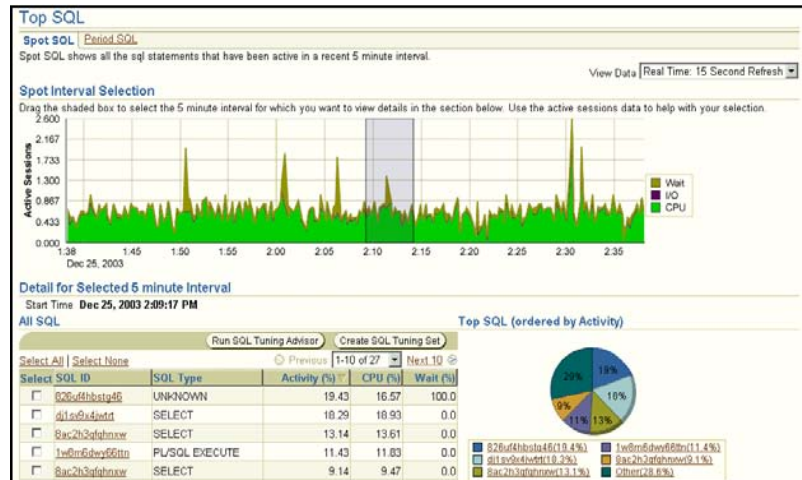 Top SQL
Spot SQL Period SQL
Spot SQL shows all the sql statements that have been active in a recent 5 minute interval.
View Data Real Time: 15 Second Refresh
Spot Interval Selection
Drag the shaded box to select the 5 minute interval for which you want to view details in the section below. Use the active sessions data to help with your selection.
2.600
2.167
1.733
1.300
0.867
0.433
0.000
Active Sessions
Wait
I/O
CPU
1:38 1:45 1:50 1:55 2:00 2:05 2:10 2:15 2:20 2:25 2:30 2:35
Dec 25, 2003
Detail for Selected 5 minute Interval
Start Time Dec 25, 2003 2:09:17 PM
All SQL
Run SQL Tuning Advisor Create SQL Tuning Set
Select All | Select None Previous 1-10 of 27 Next 10
Select SQL ID SQL Type Activity (%) CPU (%) Wait (%)
826uf4hbstg46 UNKNOWN 19.43 16.57 100.0
dj1sv9x4jwtrt SELECT 18.29 18.93 0.0
8ac2h3qfqhnxw SELECT 13.14 13.61 0.0
1w8m6dwy66ttn PL/SQL EXECUTE 11.43 11.83 0.0
8ac2h3qfqhnxw SELECT 9.14 9.47 0.0
Top SQL (ordered by Activity)
19%
18%
13%
11%
9%
826uf4hbstg46(19.4%) 1w8m6dwy66ttn(11.4%)
8ac2h3qfqhnxw(9.1%)
8ac2h3qfqhnxw(13.1%) Other(28.6%)